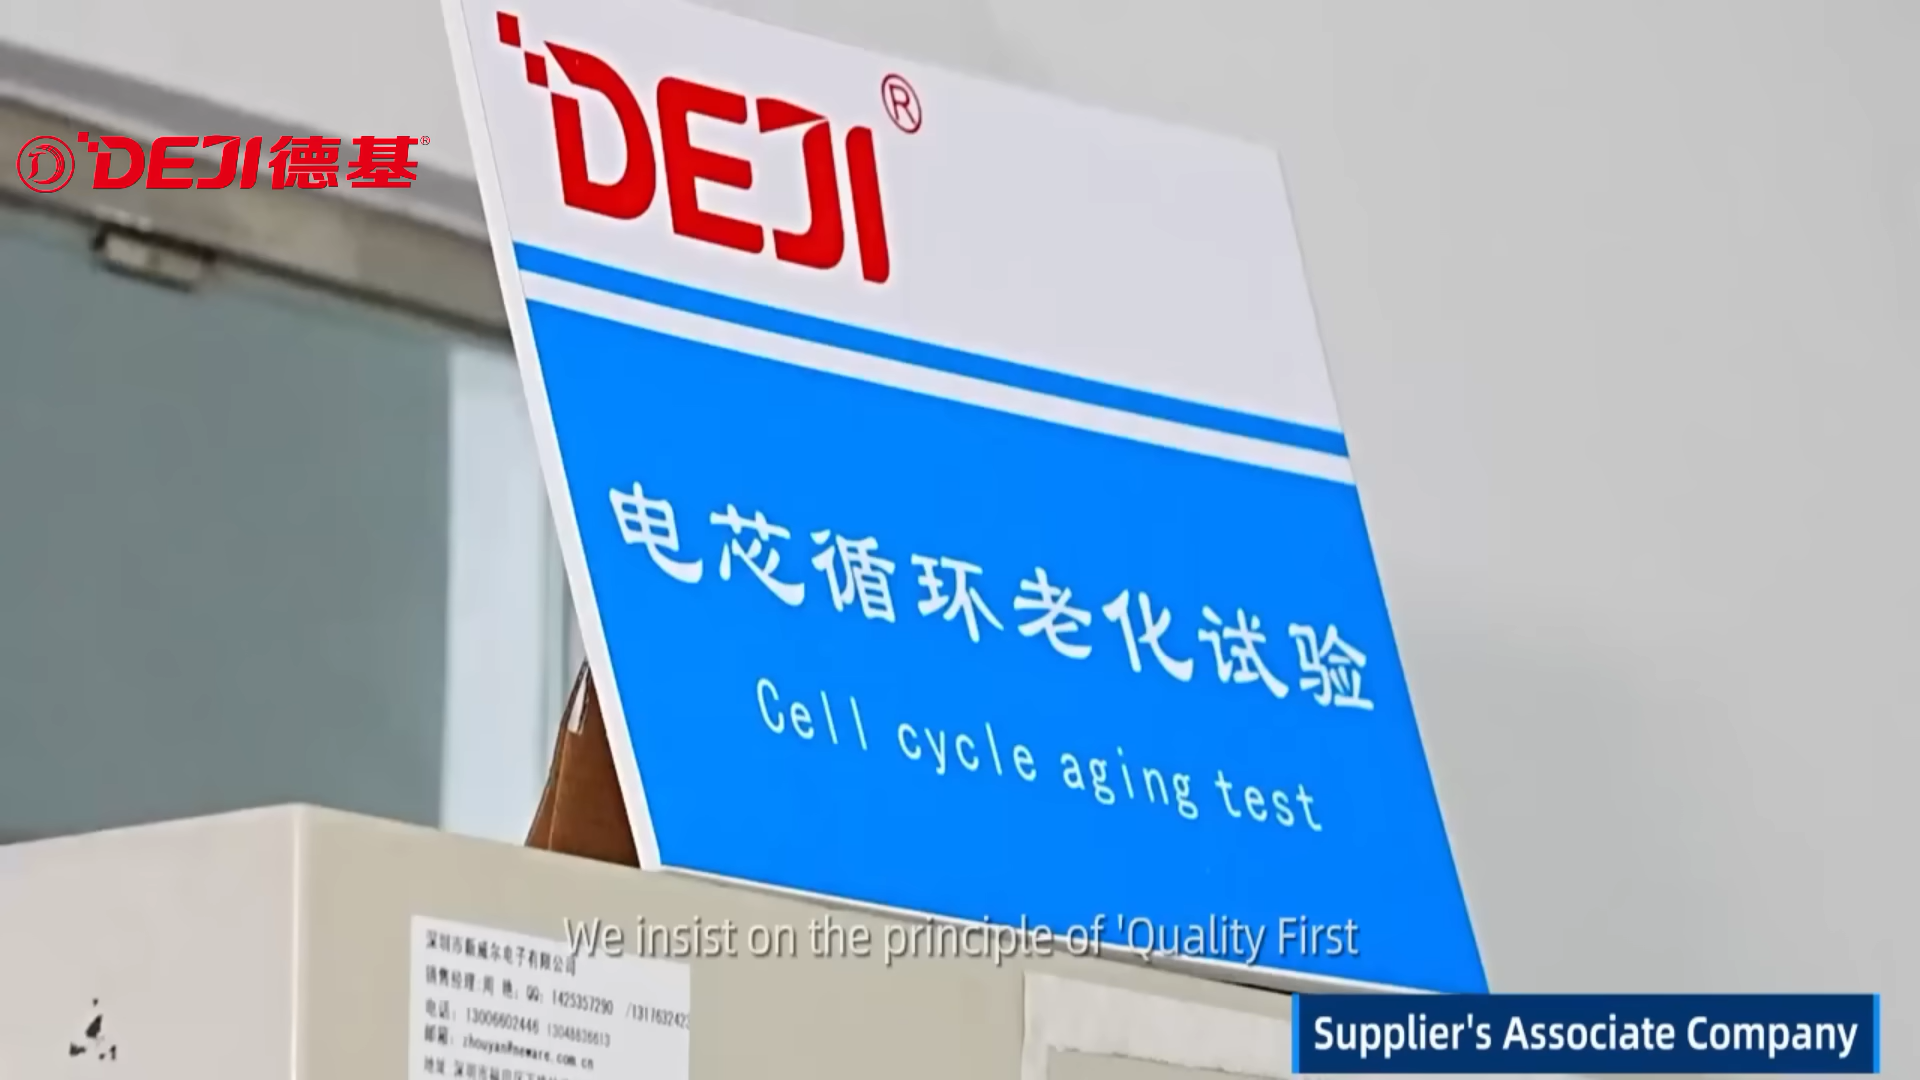 DEJI德基®
DEJI®
电芯循环老化试验
Cell cycle aging test
We insist on the principle of 'Quality First
深圳市新威尔电子有限公司
销售经理:周 艳; QQ: 1425357290
电话: 13006602446
邮箱: zhouyan@neware.com.cn
Supplier's Associate Company